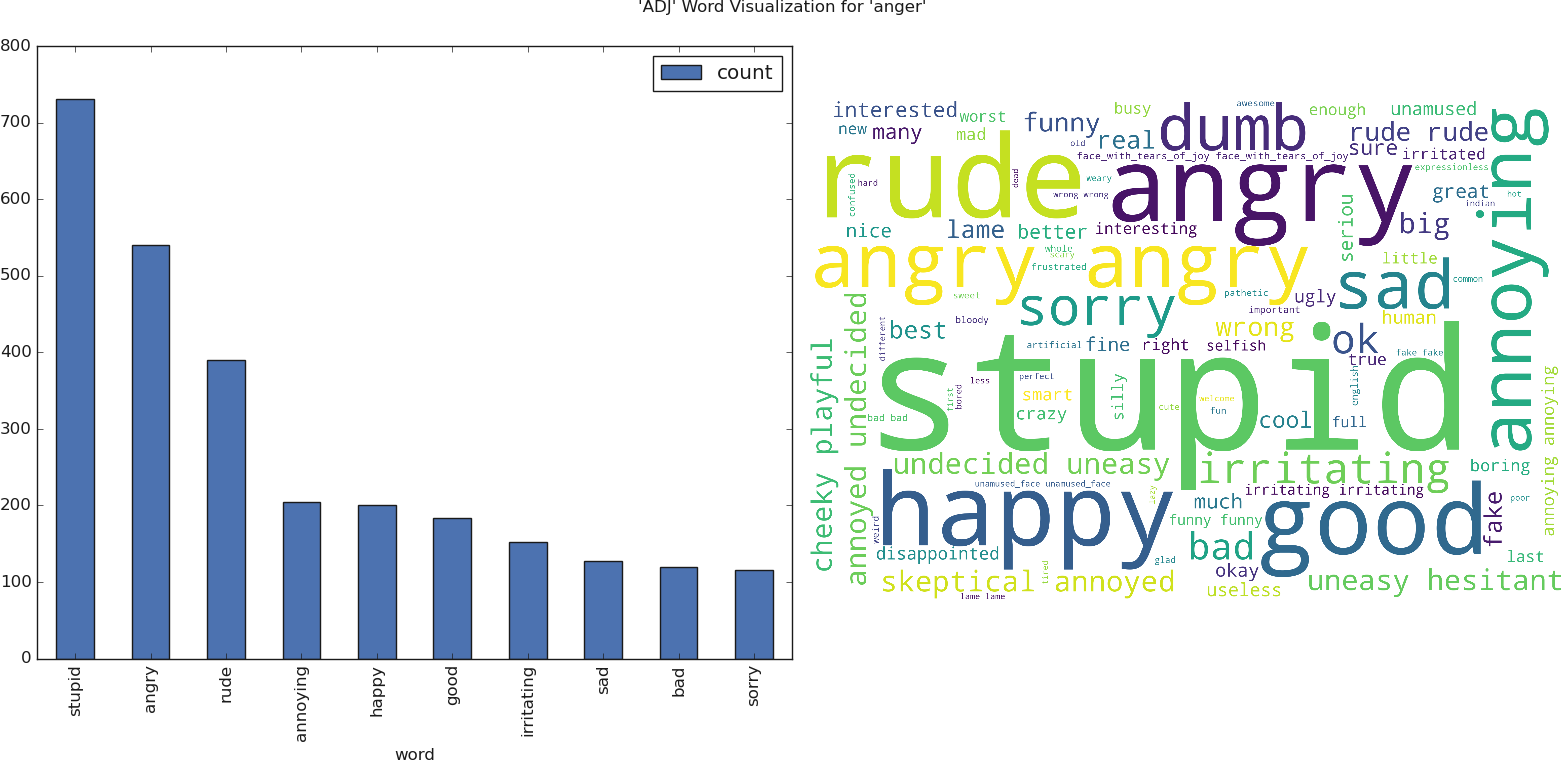 'ADJ' Word Visualization for 'anger'
800
700
600
500
400
300
200
100
0
count
stupid
angry
rude
annoying
happy
good
irritating
sad
bad
sorry
word
interested
worst
funny
busy
awesome
enough
unamused
new
many
mad
old
real
dumb
rude rude
sure
irritated
face_with_tears_of_joy face_with_tears_of_joy
rude
angry
annoying
confused
hard
dead
weary
wrong wrong
expressionless
great
indian
hot
nice
lame
better
interesting
seriou
big
angry angry
whole
scary
frustrated
little
sad
common
sweet
sorry
pathetic
important
ugly
human
best
bloody
different
artificial
fine
right
selfish
wrong
ok
true
fake fake
stupid
less
perfect
smart
silly
crazy
first
bored
bad bad
cute
welcome
fun
cool
full
english
cheeky playful
annoyed undecided
undecided uneasy
irritating
boring
annoying annoying
happy
unamused_face unamused_face
lazy
much
irritating irritating
fake
poor
weird
funny funny
good
disappointed
glad
bad
okay
last
skeptical annoyed
tired
useless
uneasy hesitant
lame lame